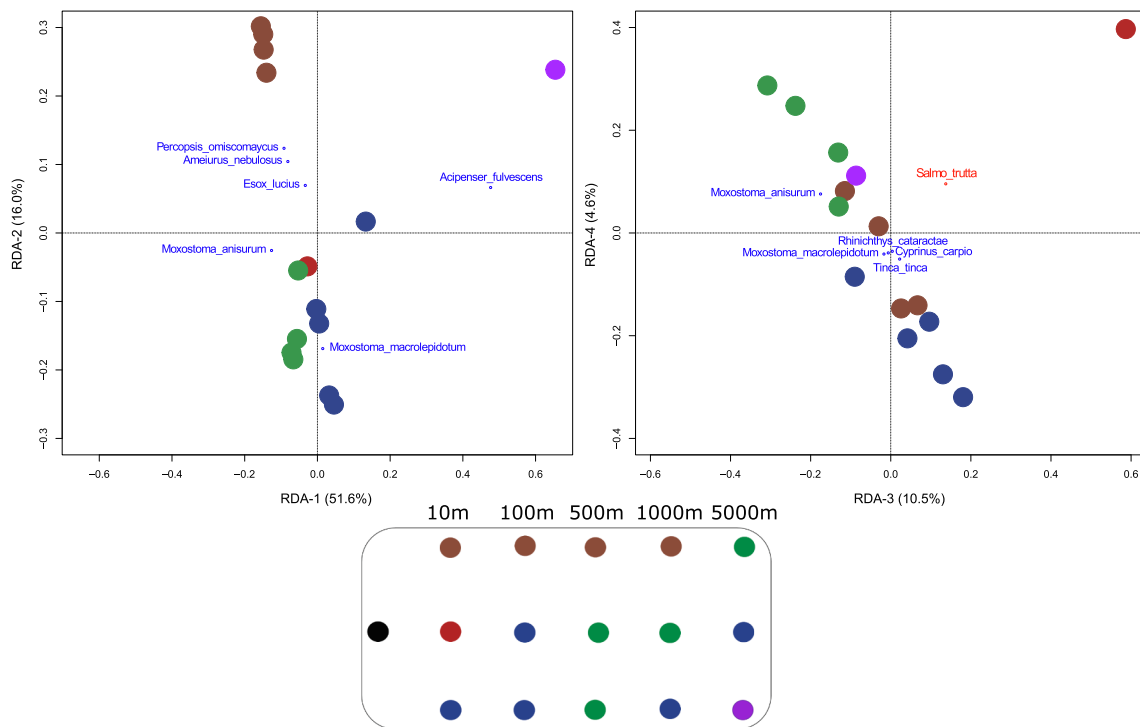 0.3
0.2
0.1
0.0
−0.1
−0.2
−0.3
RDA-2 (16.0%)
Percopsis_omiscomaycus
Ameiurus_nebulosus
Esox_lucius
Acipenser_fulvescens
Moxostoma_anisurum
Moxostoma_macrolepidotum
−0.6
−0.4
−0.2
0.0
0.2
0.4
0.6
RDA-1 (51.6%)
0.4
0.2
0.0
−0.2
−0.4
RDA-4 (4.6%)
Salmo_trutta
Moxostoma_anisurum
Rhinichthys_cataractae
Moxostoma_macrolepidotum
Cyprinus_carpio
Tinca_tinca
−0.6
−0.4
−0.2
0.0
0.2
0.4
0.6
RDA-3 (10.5%)
10m 100m 500m 1000m 5000m